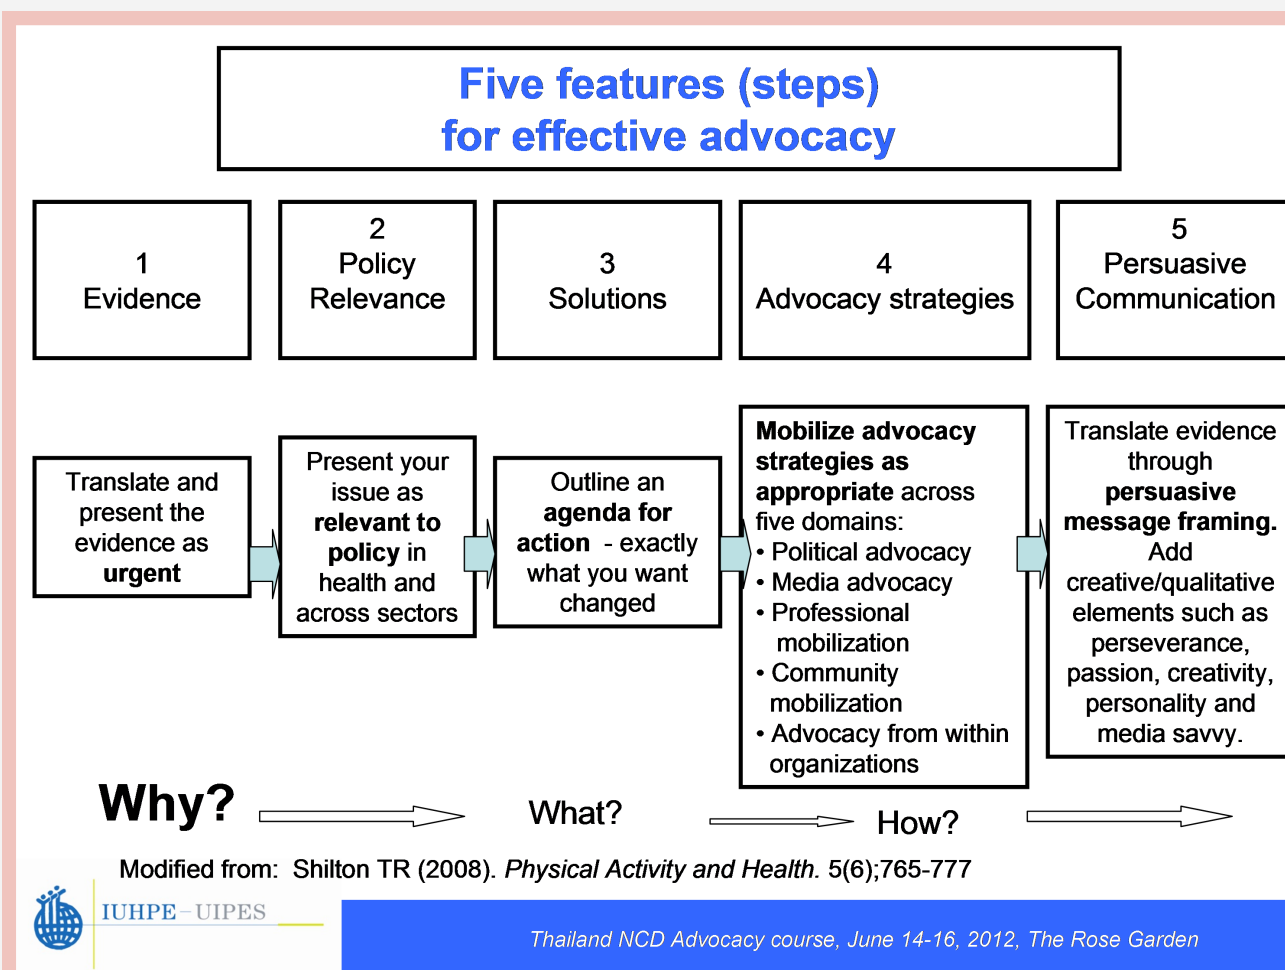 Five features (steps)
for effective advocacy
1
Evidence
2
Policy
Relevance
3
Solutions
4
Advocacy strategies
5
Persuasive
Communication
Translate and
present the
evidence as
urgent
Present your
issue as
relevant to
policy in
health and
across sectors
Outline an
agenda for
action - exactly
what you want
changed
Mobilize advocacy
strategies as
appropriate across
five domains:
• Political advocacy
• Media advocacy
• Professional
mobilization
• Community
mobilization
• Advocacy from within
organizations
Translate evidence
through
persuasive
message framing.
Add
creative/qualitative
elements such as
perseverance,
passion, creativity,
personality and
media savvy.
Why?
What?
How?
Modified from: Shilton TR (2008). Physical Activity and Health. 5(6);765-777
IUHPE – UIPES
Thailand NCD Advocacy course, June 14-16, 2012, The Rose Garden